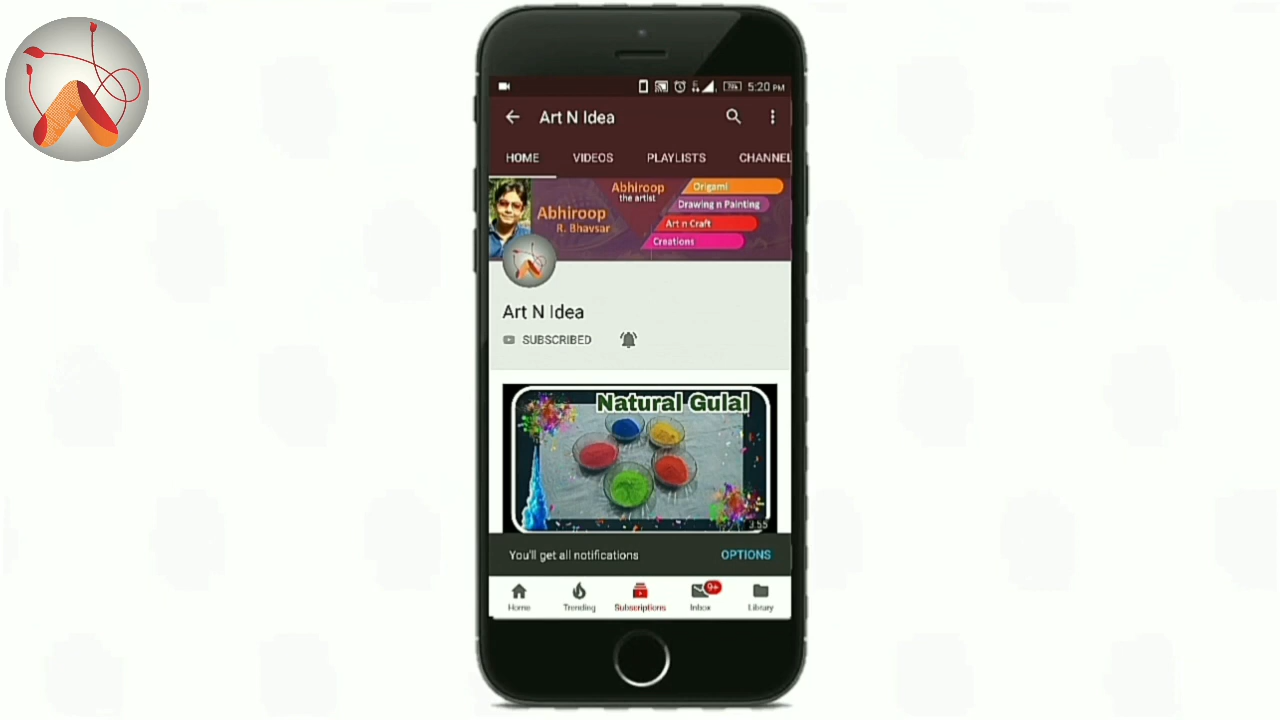 5:20 PM
Art N Idea
HOME VIDEOS PLAYLISTS CHANNEL
Abhiroop
the artist
Abhiroop
R. Bhavsar
Origami
Drawing n Painting
Art n Craft
Creations
Art N Idea
SUBSCRIBED
Natural Gulal
3:55
You'll get all notifications OPTIONS
9+
Home Trending Subscriptions Inbox Library